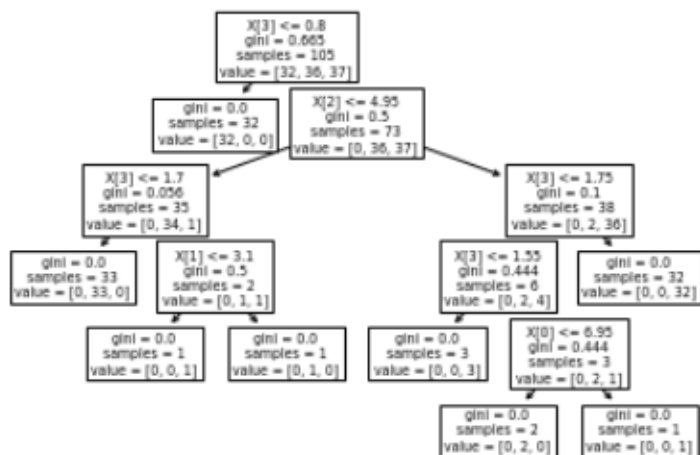 X[3] <= 0.8
gini = 0.665
samples = 105
value = [32, 36, 37]
gini = 0.0
samples = 32
value = [32, 0, 0]
X[2] <= 4.95
gini = 0.5
samples = 73
value = [0, 36, 37]
X[3] <= 1.7
gini = 0.056
samples = 35
value = [0, 34, 1]
X[3] <= 1.75
gini = 0.1
samples = 38
value = [0, 2, 36]
gini = 0.0
samples = 33
value = [0, 33, 0]
X[1] <= 3.1
gini = 0.5
samples = 2
value = [0, 1, 1]
X[3] <= 1.55
gini = 0.444
samples = 6
value = [0, 2, 4]
gini = 0.0
samples = 32
value = [0, 0, 32]
gini = 0.0
samples = 1
value = [0, 0, 1]
gini = 0.0
samples = 1
value = [0, 1, 0]
gini = 0.0
samples = 3
value = [0, 0, 3]
X[0] <= 6.95
gini = 0.444
samples = 3
value = [0, 2, 1]
gini = 0.0
samples = 2
value = [0, 2, 0]
gini = 0.0
samples = 1
value = [0, 0, 1]